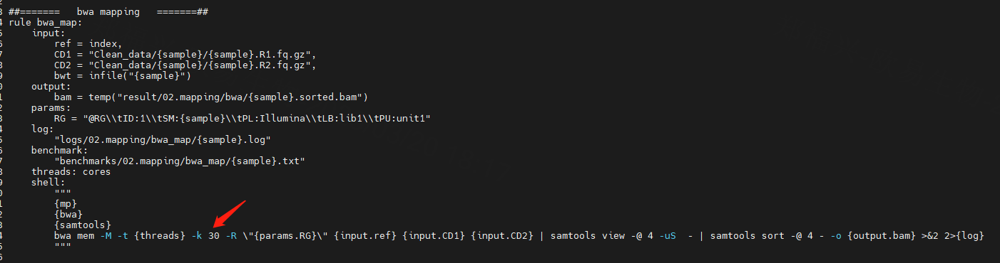 ##=======   bwa mapping   =======##
rule bwa_map:
    input:
        ref = index,
        CD1 = "Clean_data/{sample}/{sample}.R1.fq.gz",
        CD2 = "Clean_data/{sample}/{sample}.R2.fq.gz",
        bwt = infile("{sample}")
    output:
        bam = temp("result/02.mapping/bwa/{sample}.sorted.bam")
    params:
        RG = "@RG\\tID:1\\tSM:{sample}\\tPL:Illumina\\tLB:lib1\\tPU:unit1"
    log:
        "logs/02.mapping/bwa_map/{sample}.log"
    benchmark:
        "benchmarks/02.mapping/bwa_map/{sample}.txt"
    threads: cores
    shell:
        """
        {mp}
        {bwa}
        {samtools}
        bwa mem -M -t {threads} -k 30 -R \"{params.RG}\" {input.ref} {input.CD1} {input.CD2} | samtools view -@ 4 -uS  - | samtools sort -@ 4 - -o {output.bam} >&2 2>{log}
        """